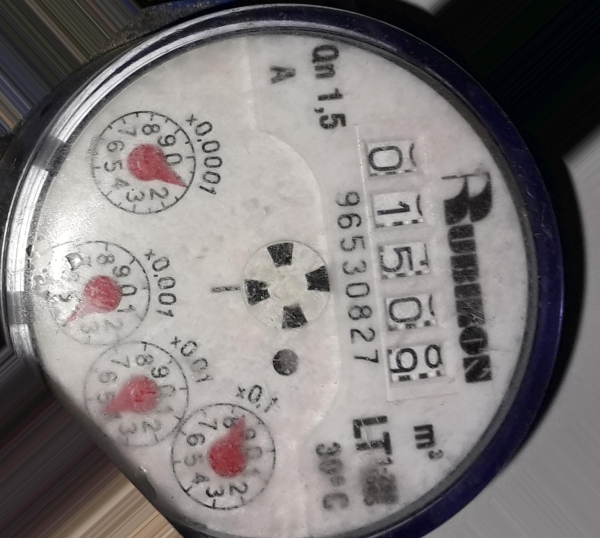 RUBIKON
m³
0 1 5 0 9
96530827
Qn 1,5
A
LT
30°C
x0.0001
x0.001
x0.01
x0.1